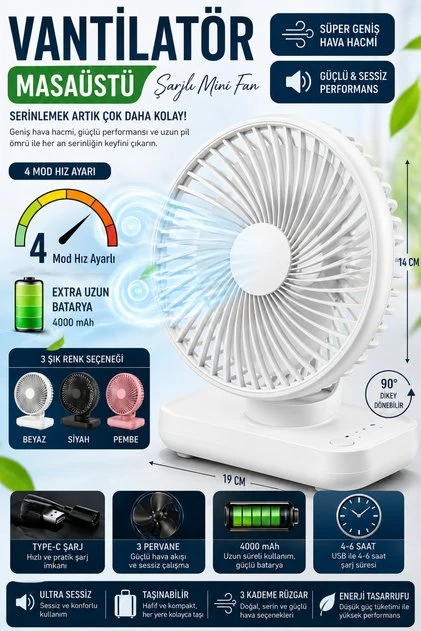 VANTİLATÖR
MASAÜSTÜ
Şarjlı Mini Fan
SÜPER GENİŞ
HAVA HACMİ
GÜÇLÜ & SESSİZ
PERFORMANS
SERİNLEMEK ARTIK ÇOK DAHA KOLAY!
Geniş hava hacmi, güçlü performansı ve uzun pil
ömrü ile her an serinliğin keyfini çıkarın.
4 MOD HIZ AYARI
4
Mod Hız Ayarlı
EXTRA UZUN
BATARYA
4000 mAh
3 ŞIK RENK SEÇENEĞİ
BEYAZ
SİYAH
PEMBE
14 CM
90°
DİKEY
DÖNEBİLİR
19 CM
TYPE-C ŞARJ
Hızlı ve pratik şarj
imkanı
3 PERVANE
Güçlü hava akışı
ve sessiz çalışma
4000 mAh
Uzun süreli kullanım,
güçlü batarya
4-6 SAAT
USB ile 4-6 saat
şarj süresi
ULTRA SESSİZ
Sessiz ve konforlu
kullanım
TAŞINABİLİR
Hafif ve kompakt,
her yere kolayca taşı
3 KADEME RÜZGAR
Doğal, serin ve güçlü
hava seçenekleri
ENERJİ TASARRUFU
Düşük güç tüketimi ile
yüksek performans